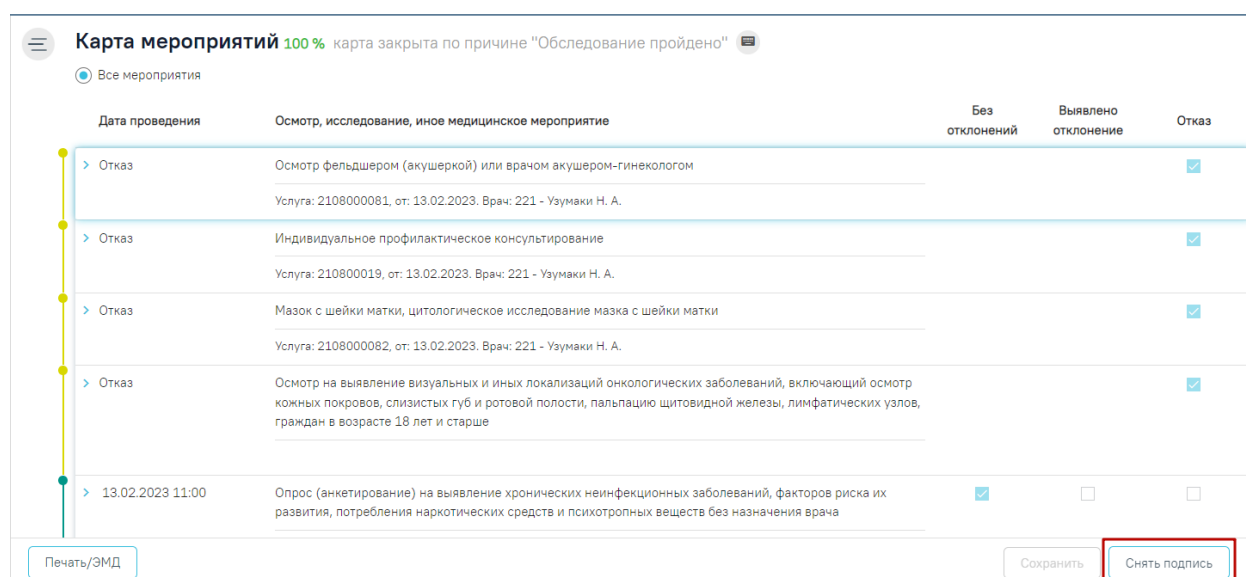 Карта мероприятий 100 % карта закрыта по причине "Обследование пройдено"
Все мероприятия
Дата проведения Осмотр, исследование, иное медицинское мероприятие Без отклонений Выявлено отклонение Отказ
Отказ Осмотр фельдшером (акушеркой) или врачом акушером-гинекологом
Услуга: 2108000081, от: 13.02.2023. Врач: 221 - Узумаки Н. А.
Отказ Индивидуальное профилактическое консультирование
Услуга: 210800019, от: 13.02.2023. Врач: 221 - Узумаки Н. А.
Отказ Мазок с шейки матки, цитологическое исследование мазка с шейки матки
Услуга: 2108000082, от: 13.02.2023. Врач: 221 - Узумаки Н. А.
Отказ Осмотр на выявление визуальных и иных локализаций онкологических заболеваний, включающий осмотр
кожных покровов, слизистых губ и ротовой полости, пальпацию щитовидной железы, лимфатических узлов,
граждан в возрасте 18 лет и старше
13.02.2023 11:00 Опрос (анкетирование) на выявление хронических неинфекционных заболеваний, факторов риска их
развития, потребления наркотических средств и психотропных веществ без назначения врача
Печать/ЭМД Сохранить Снять подпись